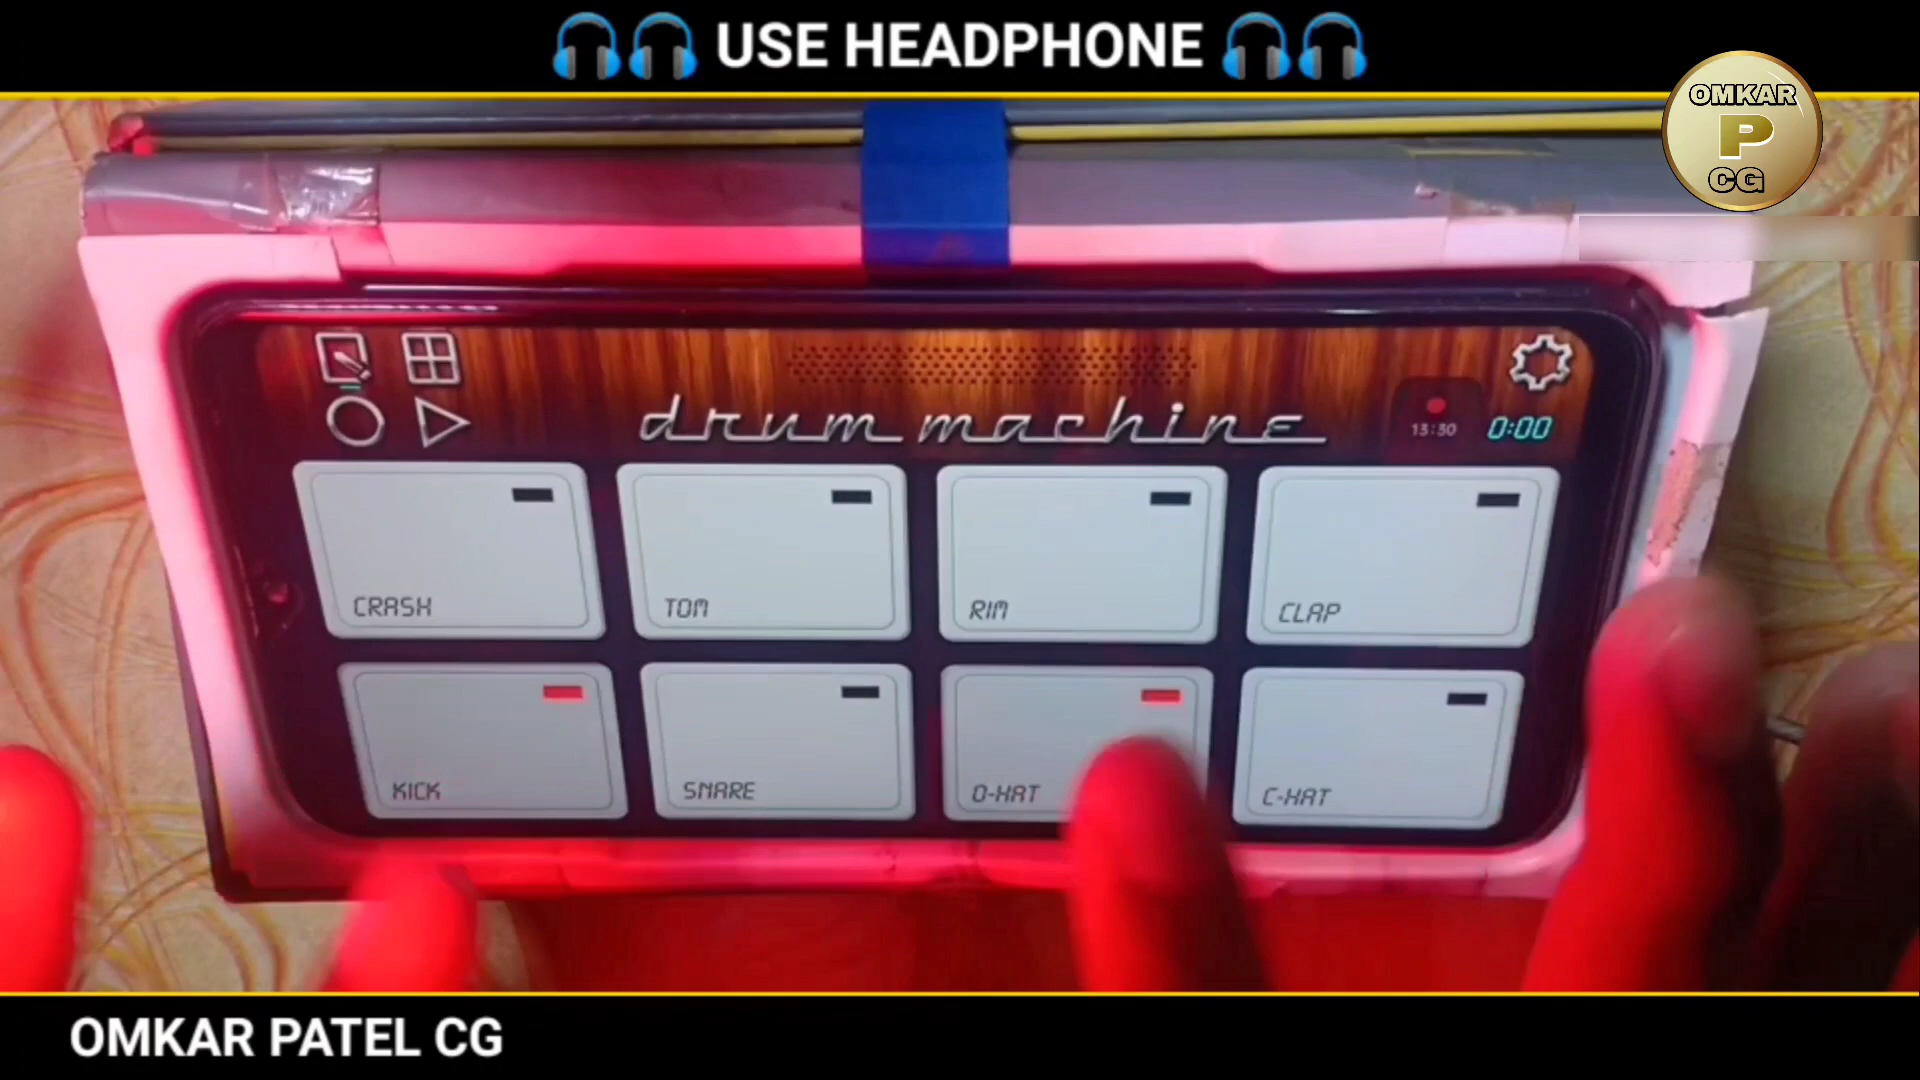 USE HEADPHONE
OMKAR
P
CG
drum machine
13:30
0:00
CRASH
TOM
RIM
CLAP
KICK
SNARE
O-HAT
C-HAT
OMKAR PATEL CG